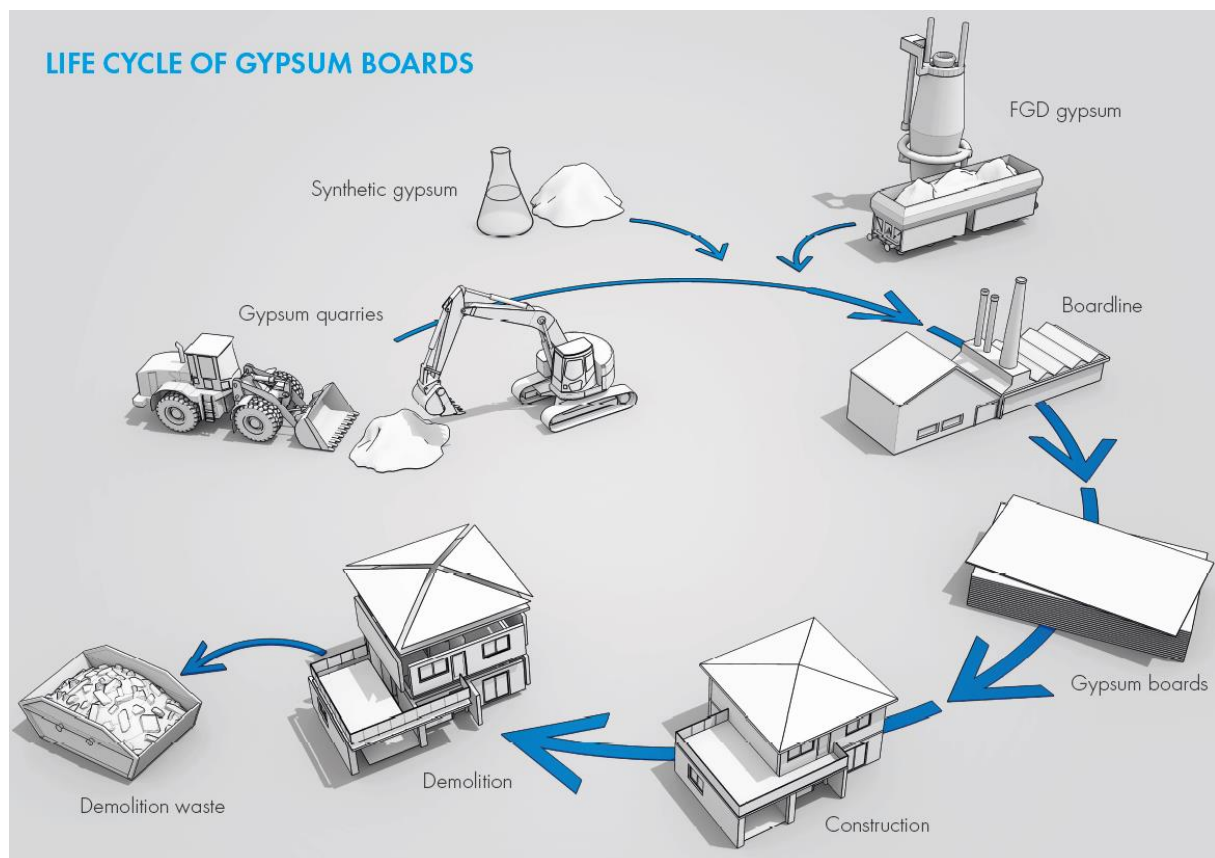 LIFE CYCLE OF GYPSUM BOARDS
FGD gypsum
Synthetic gypsum
Gypsum quarries
Boardline
Gypsum boards
Demolition
Demolition waste
Construction